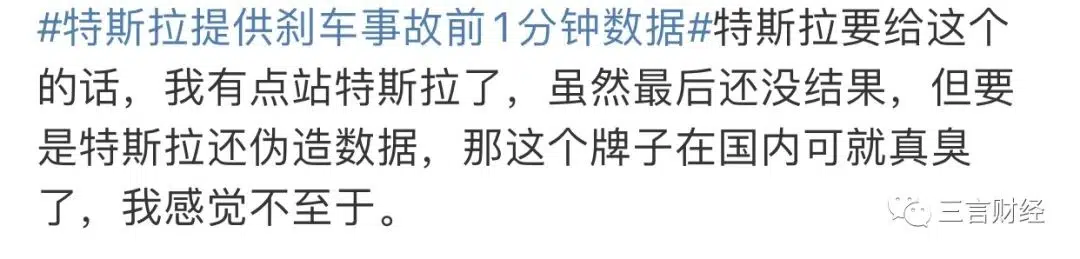 #特斯拉提供刹车事故前1分钟数据#特斯拉要给这个
的话，我有点站特斯拉了，虽然最后还没结果，但要
是特斯拉还伪造数据，那这个牌子在国内可就真臭
了，我感觉不至于。
三言财经